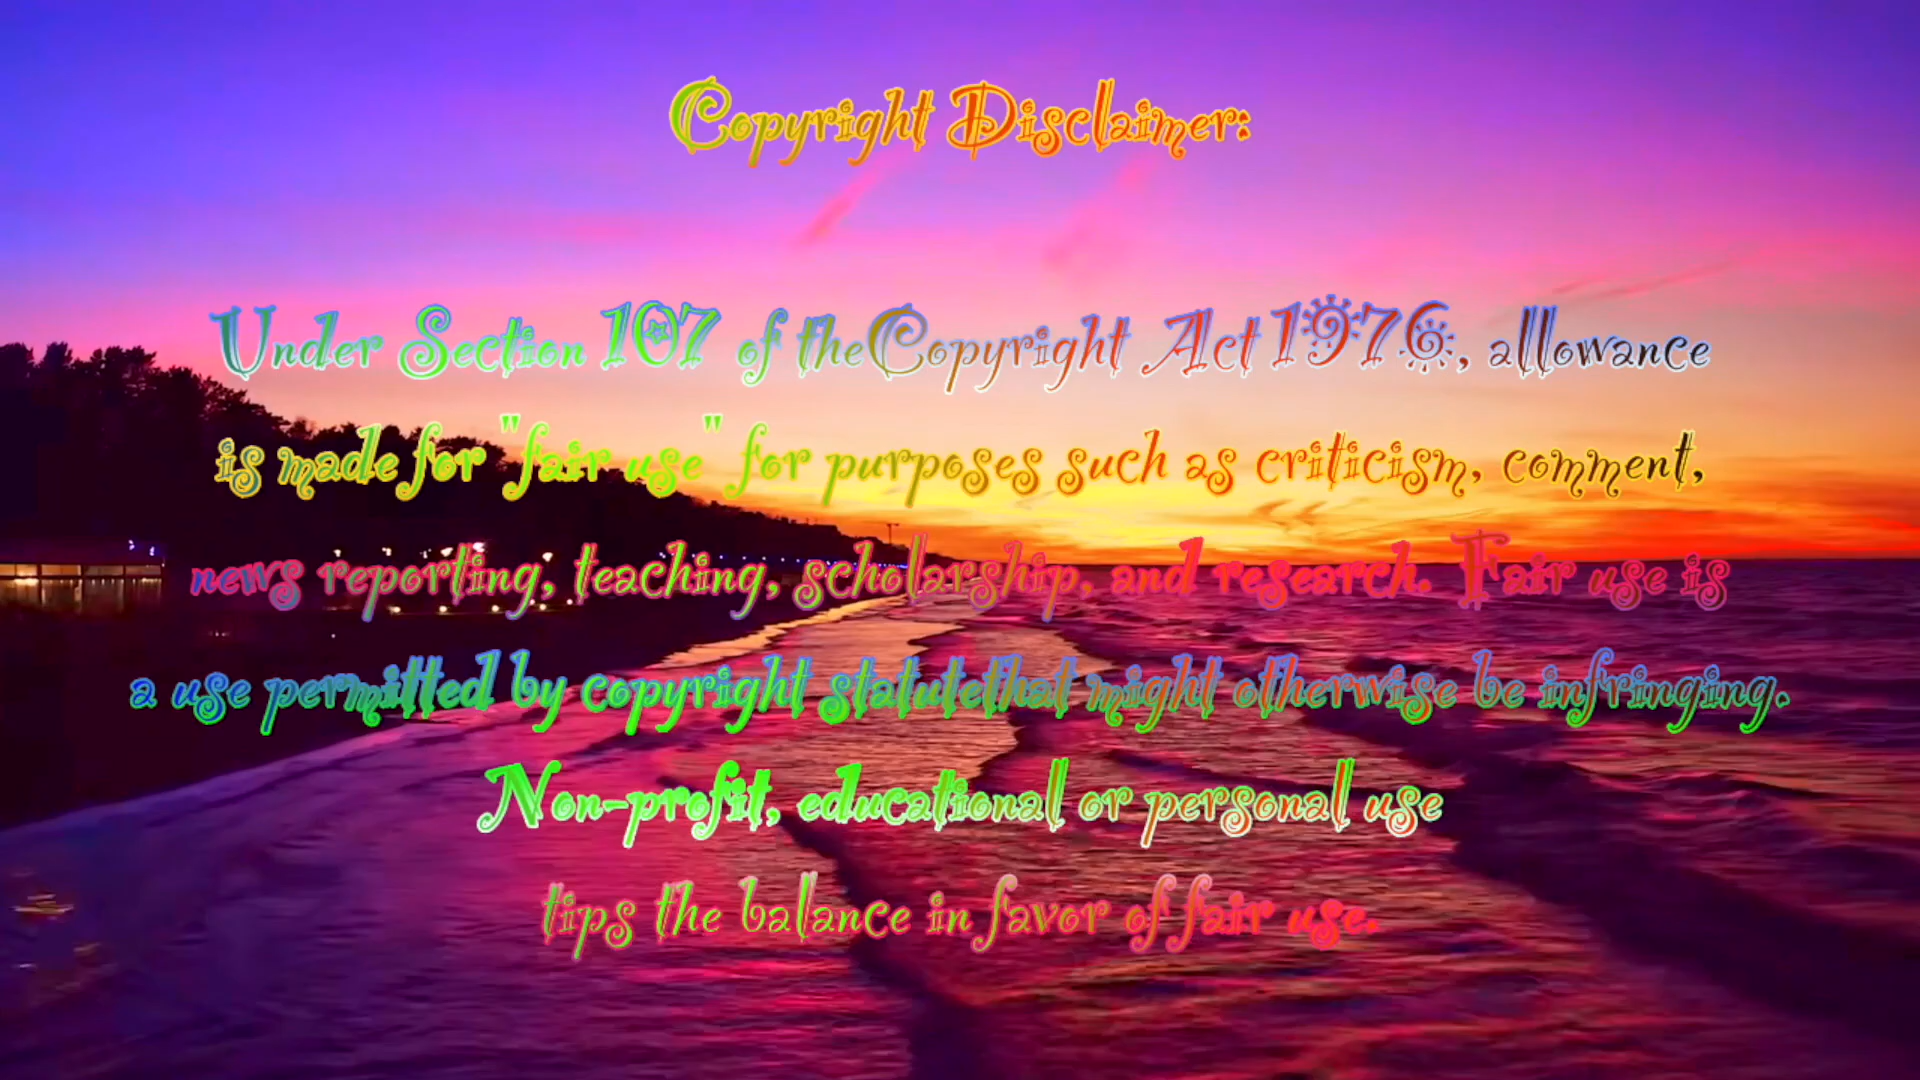 Copyright Disclaimer:
Under Section 107 of theCopyright Act 1976, allowance
is made for "fair use" for purposes such as criticism, comment,
news reporting, teaching, scholarship, and research. Fair use is
a use permitted by copyright statutethat might otherwise be infringing.
Non-profit, educational or personal use
tips the balance in favor of fair use.